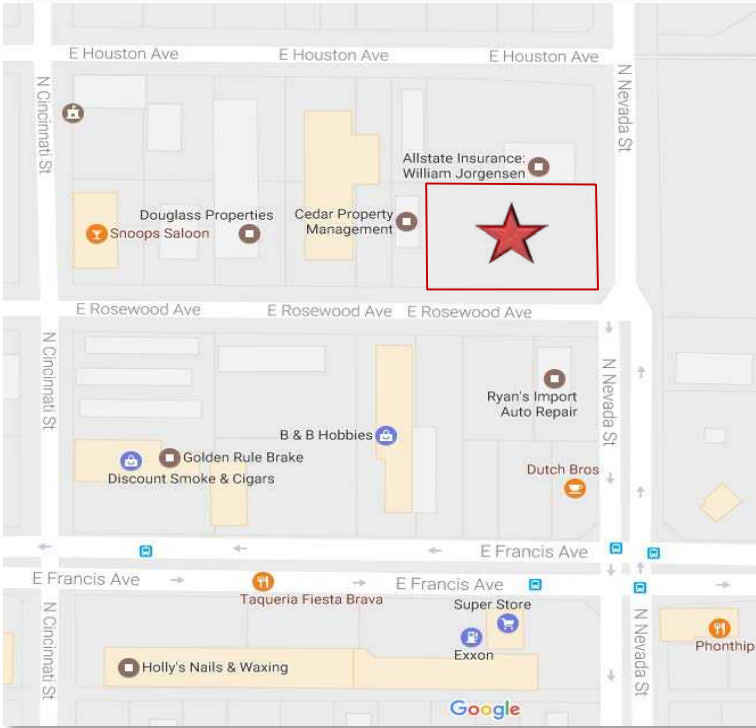 E Houston Ave
E Houston Ave
E Houston Ave
N Cincinnati St
N Nevada St
Allstate Insurance:
William Jorgensen
Douglass Properties
Cedar Property
Management
Snoops Saloon
E Rosewood Ave
E Rosewood Ave
E Rosewood Ave
N Cincinnati St
N Nevada St
Ryan's Import
Auto Repair
B & B Hobbies
Golden Rule Brake
Discount Smoke & Cigars
Dutch Bros
E Francis Ave
E Francis Ave
E Francis Ave
Taqueria Fiesta Brava
Super Store
Exxon
N Cincinnati St
N Nevada St
Phonthip
Holly's Nails & Waxing
Google